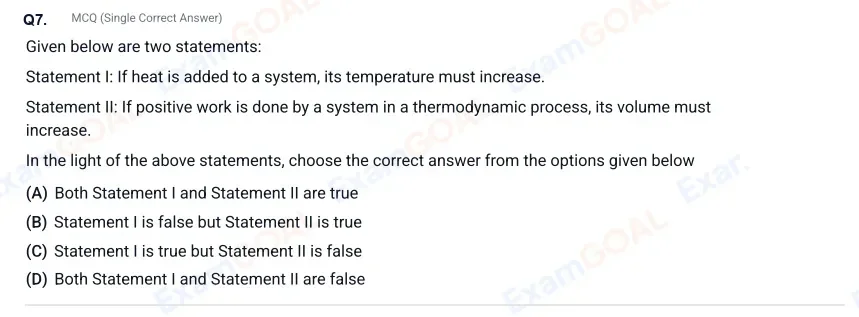 Q7. MCQ (Single Correct Answer)
Given below are two statements:
Statement I: If heat is added to a system, its temperature must increase.
Statement II: If positive work is done by a system in a thermodynamic process, its volume must
increase.
In the light of the above statements, choose the correct answer from the options given below
(A) Both Statement I and Statement II are true
(B) Statement I is false but Statement II is true
(C) Statement I is true but Statement II is false
(D) Both Statement I and Statement II are false